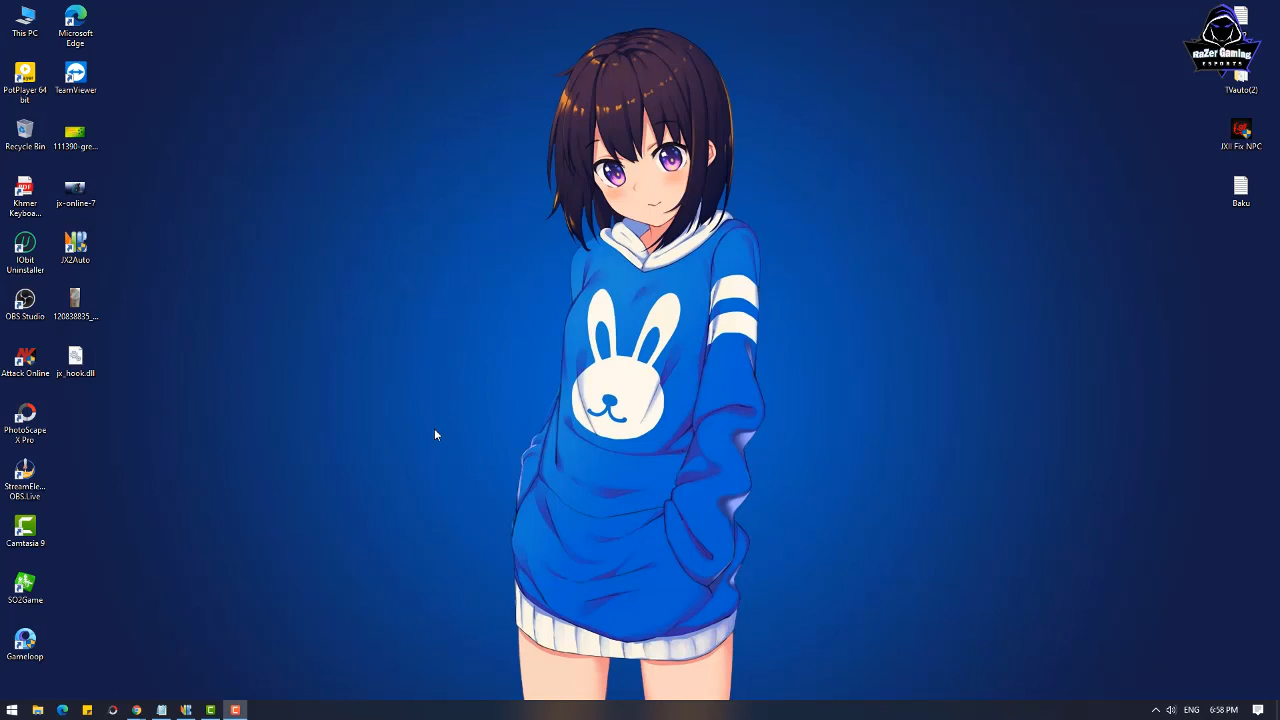 This PC
Microsoft
Edge
PotPlayer 64
bit
TeamViewer
Recycle Bin
111390-gre...
Khmer
Keyboa...
jx-online-7
IObit
Uninstaller
JX2Auto
OBS Studio
120838835_...
Attack Online
jx_hook.dll
PhotoScape
X Pro
StreamEle...
OBS.Live
Camtasia 9
SO2Game
Gameloop
RaZer Gaming
ESPORTS
TVauto(2)
JXII Fix NPC
Baku
ENG
6:58 PM